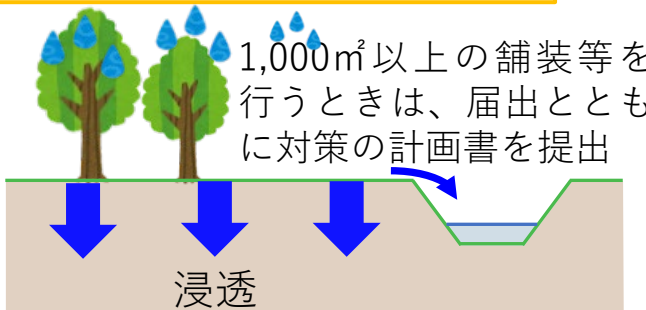 1,000㎡以上の舗装等を
行うときは、届出ととも
に対策の計画書を提出
浸透